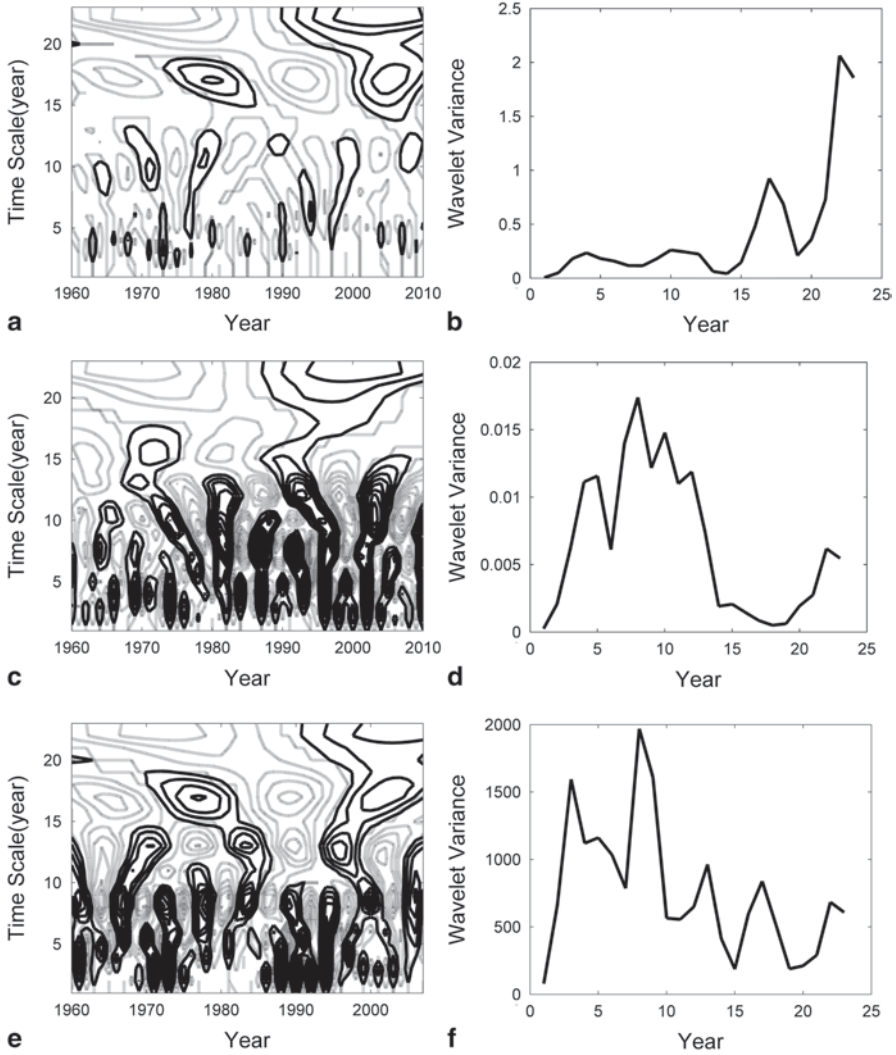 Time Scale(year)
20
15
10
5
1960 1970 1980 1990 2000 2010
Year
a
Wavelet Variance
2.5
2
1.5
1
0.5
0
0 5 10 15 20 25
Year
b
Time Scale(year)
20
15
10
5
1960 1970 1980 1990 2000 2010
Year
c
Wavelet Variance
0.02
0.015
0.01
0.005
0
0 5 10 15 20 25
Year
d
Time Scale(year)
20
15
10
5
1960 1970 1980 1990 2000
Year
e
Wavelet Variance
2000
1500
1000
500
0
0 5 10 15 20 25
Year
f